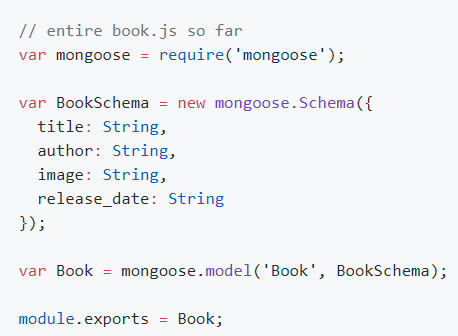 // entire book.js so far
var mongoose = require('mongoose');
var BookSchema = new mongoose.Schema({
  title: String,
  author: String,
  image: String,
  release_date: String
});
var Book = mongoose.model('Book', BookSchema);
module.exports = Book;